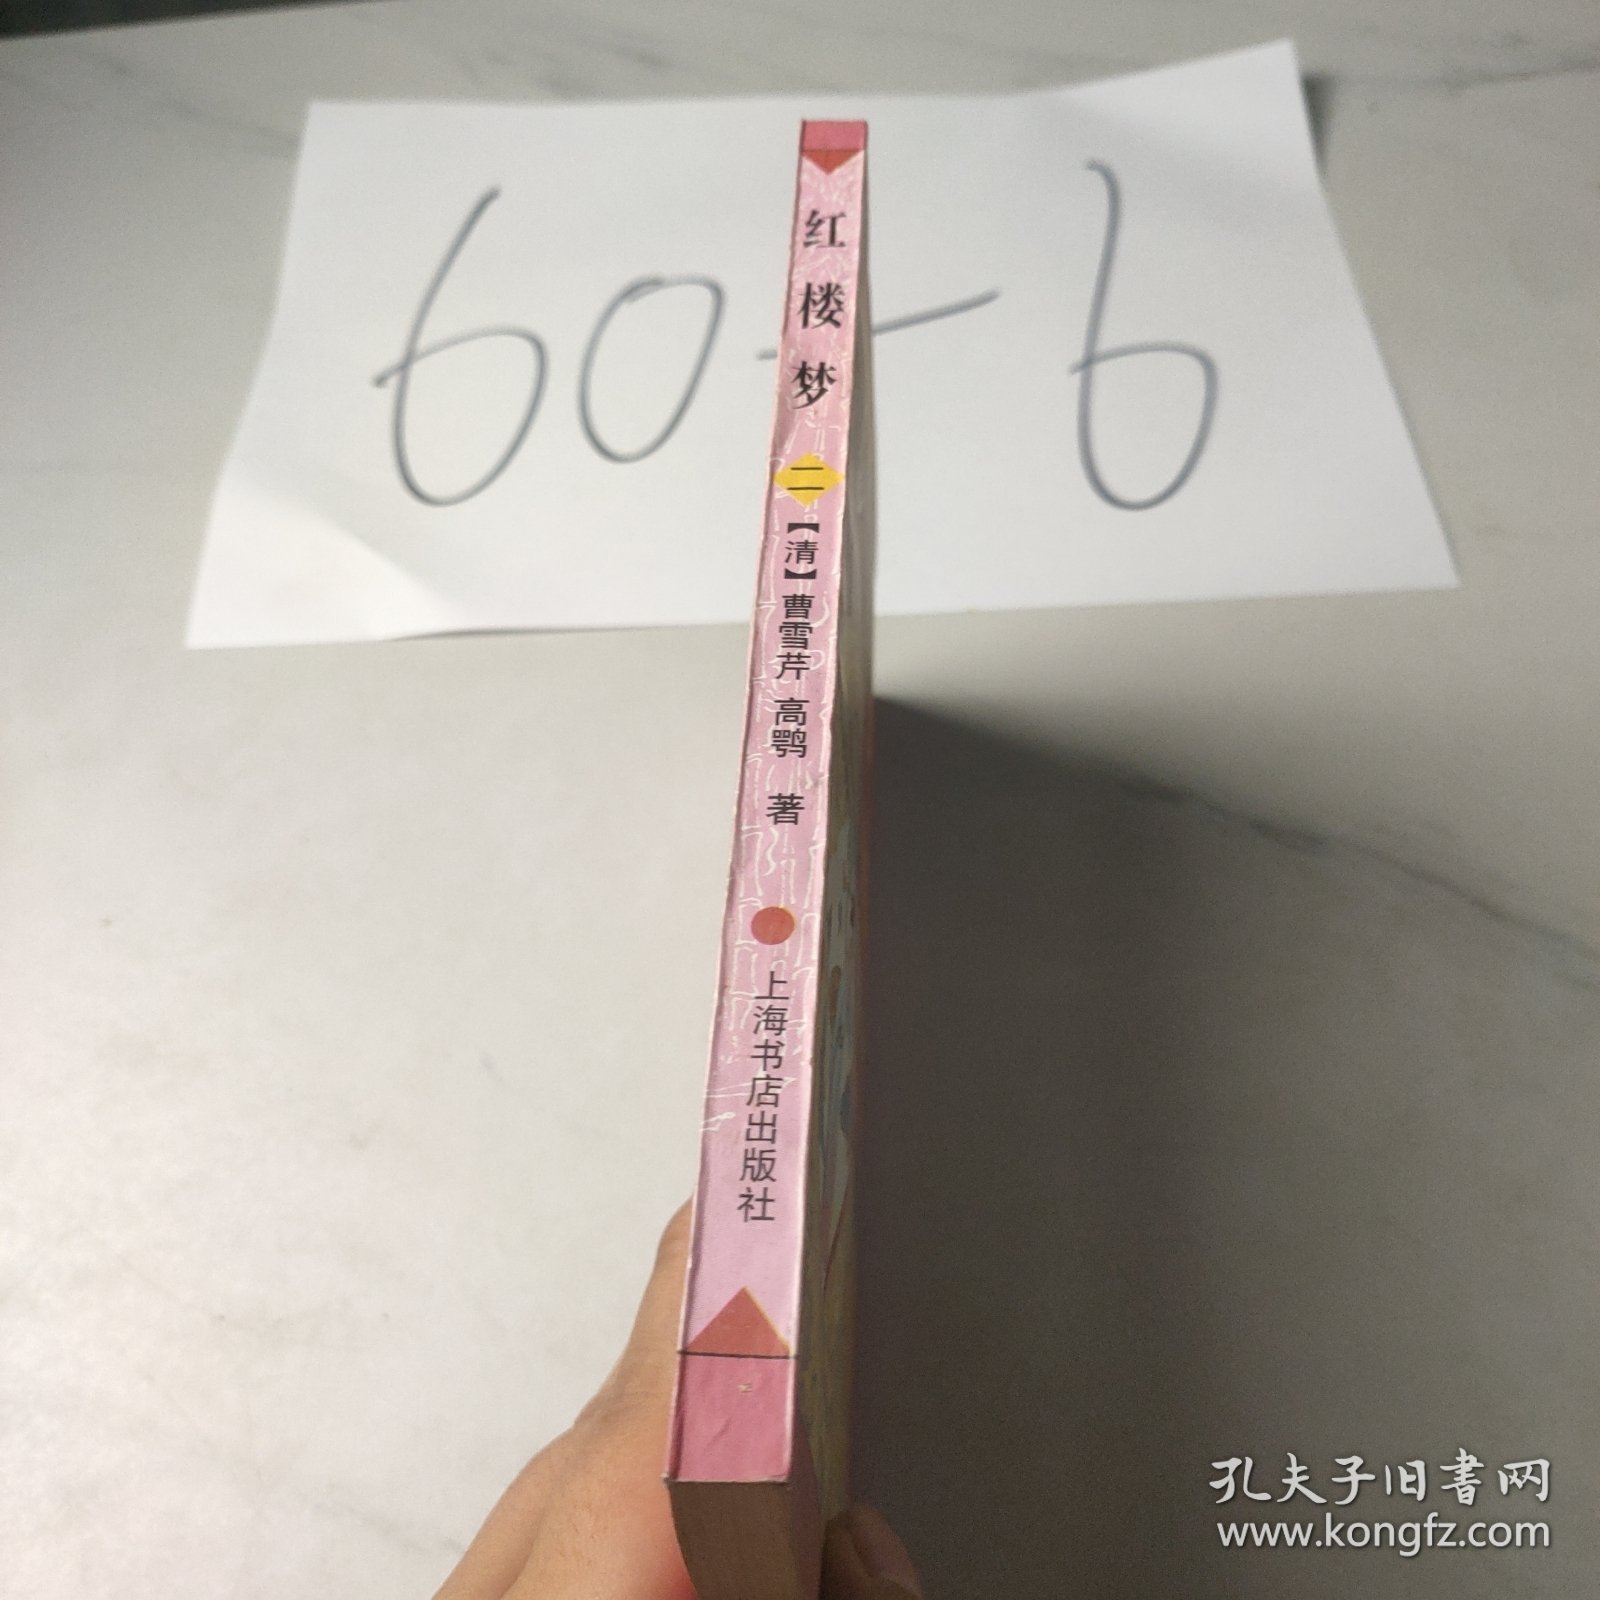 60-6
红楼梦
二
【清】曹雪芹 高鹗 著
上海书店出版社
孔夫子旧书网
www.kongfz.com